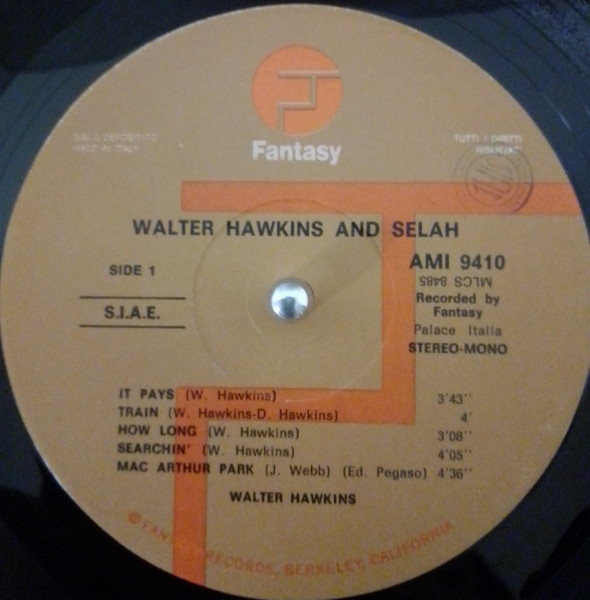 Fantasy
DISCO DEPOSITATO
MADE IN ITALY
TUTTI I DIRITTI
RISERVATI
WALTER HAWKINS AND SELAH
SIDE 1
S.I.A.E.
AMI 9410
MLCS 8485
Recorded by
Fantasy
Palace Italia
STEREO-MONO
IT PAYS (W. Hawkins) 3'43''
TRAIN (W. Hawkins-D. Hawkins) 4'
HOW LONG (W. Hawkins) 3'08''
SEARCHIN' (W. Hawkins) 4'05''
MAC ARTHUR PARK (J. Webb) (Ed. Pegaso) 4'36''
WALTER HAWKINS
©FANTASY RECORDS, BERKELEY, CALIFORNIA